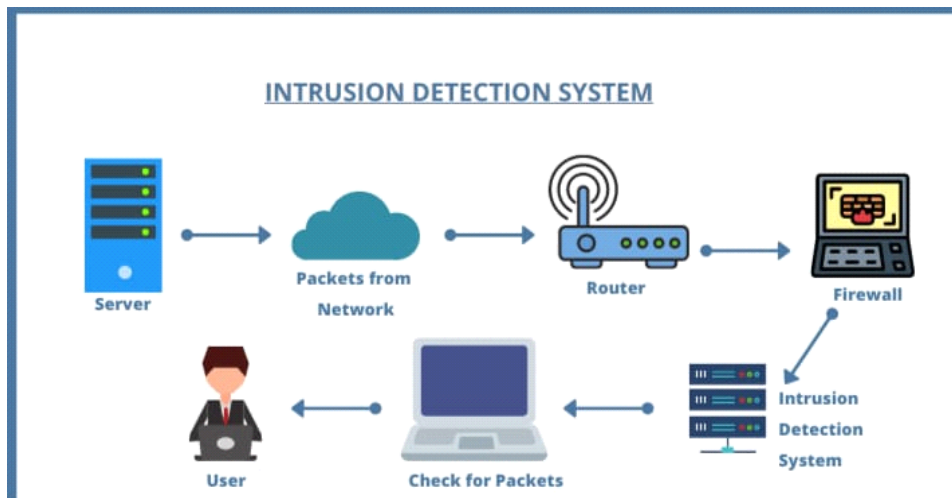 INTRUSION DETECTION SYSTEM
Server
Packets from
Network
Router
Firewall
Intrusion
Detection
System
Check for Packets
User